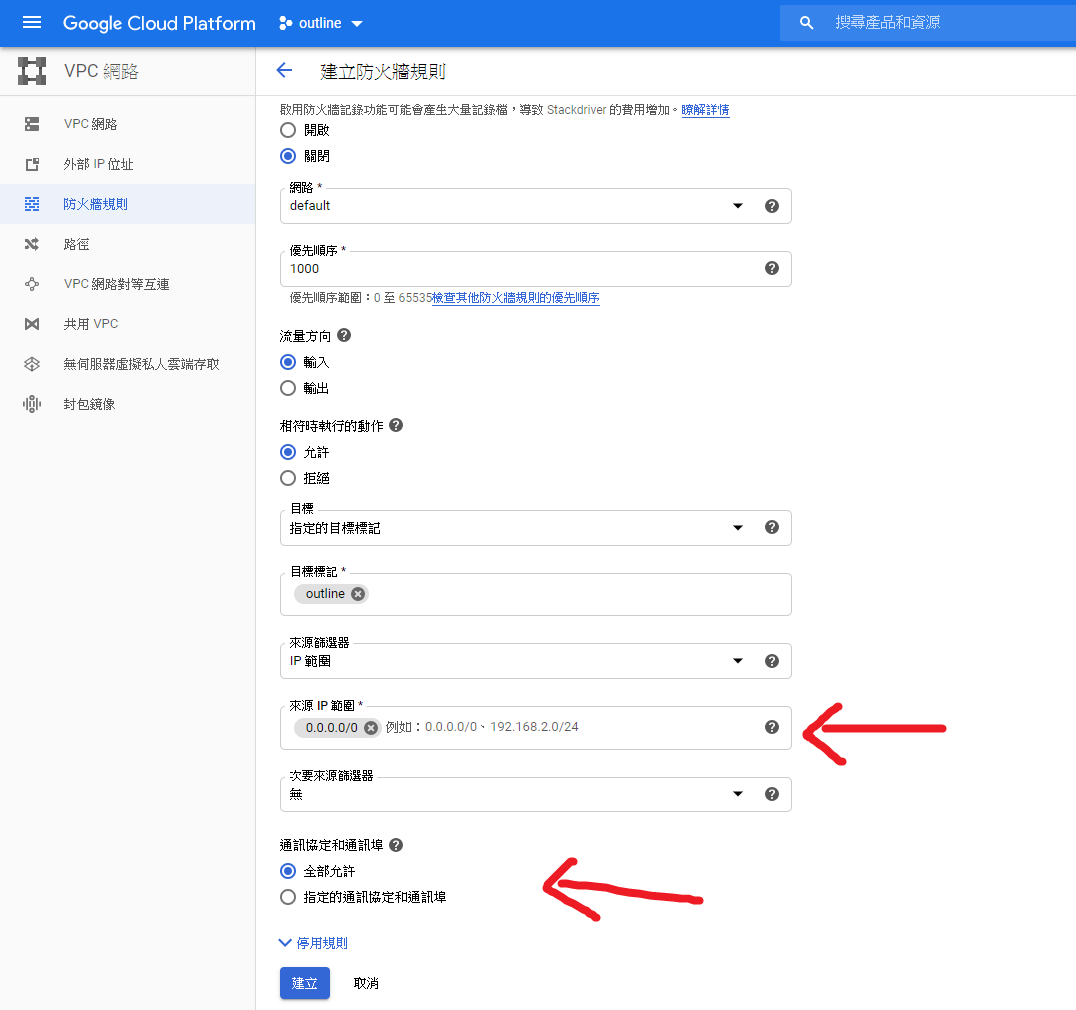 Google Cloud Platform
outline
搜尋產品和資源
VPC 網路
VPC 網路
外部 IP 位址
防火牆規則
路徑
VPC 網路對等互連
共用 VPC
無伺服器虛擬私人雲端存取
封包鏡像
建立防火牆規則
啟用防火牆記錄功能可能會產生大量記錄檔，導致 Stackdriver 的費用增加。瞭解詳情
開啟
關閉
網路 *
default
優先順序 *
1000
優先順序範圍：0 至 65535檢查其他防火牆規則的優先順序
流量方向
輸入
輸出
相符時執行的動作
允許
拒絕
目標
指定的目標標記
目標標記 *
outline
來源篩選器
IP 範圍
來源 IP 範圍 *
0.0.0.0/0 例如：0.0.0.0/0、192.168.2.0/24
次要來源篩選器
無
通訊協定和通訊埠
全部允許
指定的通訊協定和通訊埠
停用規則
建立 取消